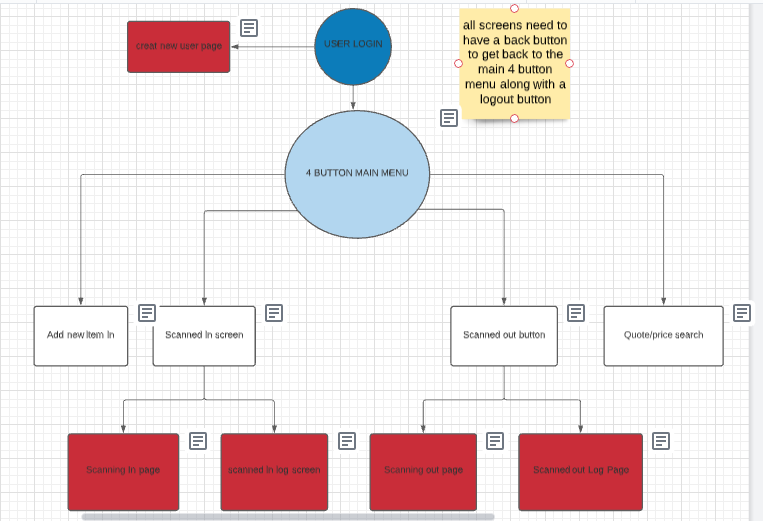 creat new user page
USER LOGIN
all screens need to
have a back button
to get back to the
main 4 button
menu along with a
logout button
4 BUTTON MAIN MENU
Add new item In
Scanned In screen
Scanned out button
Quote/price search
Scanning In page
scanned In log screen
Scanning out page
Scanned out Log Page